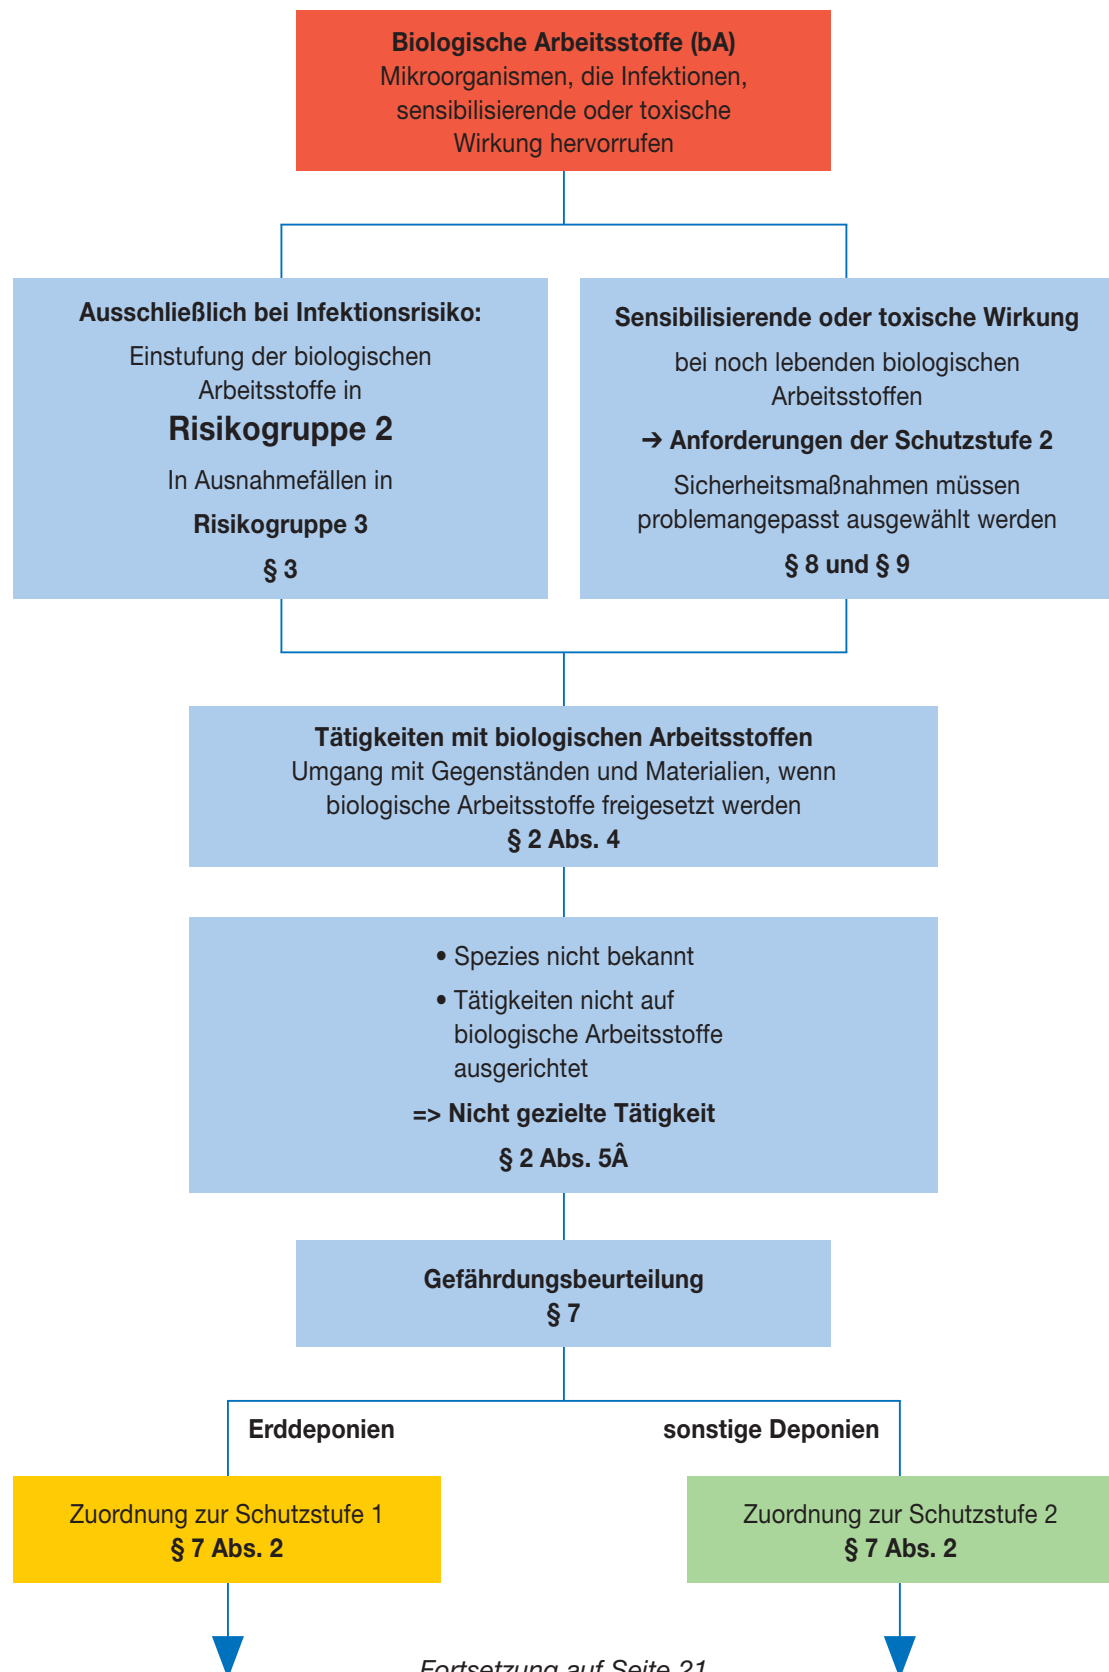 Biologische Arbeitsstoffe (bA)
Mikroorganismen, die Infektionen,
sensibilisierende oder toxische
Wirkung hervorrufen
Ausschließlich bei Infektionsrisiko:
Einstufung der biologischen
Arbeitsstoffe in
Risikogruppe 2
In Ausnahmefällen in
Risikogruppe 3
§ 3
Sensibilisierende oder toxische Wirkung
bei noch lebenden biologischen
Arbeitsstoffen
➔ Anforderungen der Schutzstufe 2
Sicherheitsmaßnahmen müssen
problemangepasst ausgewählt werden
§ 8 und § 9
Tätigkeiten mit biologischen Arbeitsstoffen
Umgang mit Gegenständen und Materialien, wenn
biologische Arbeitsstoffe freigesetzt werden
§ 2 Abs. 4
• Spezies nicht bekannt
• Tätigkeiten nicht auf
biologische Arbeitsstoffe
ausgerichtet
=> Nicht gezielte Tätigkeit
§ 2 Abs. 5Â
Gefährdungsbeurteilung
§ 7
Erddeponien
sonstige Deponien
Zuordnung zur Schutzstufe 1
§ 7 Abs. 2
Zuordnung zur Schutzstufe 2
§ 7 Abs. 2
Fortsetzung auf Seite 21